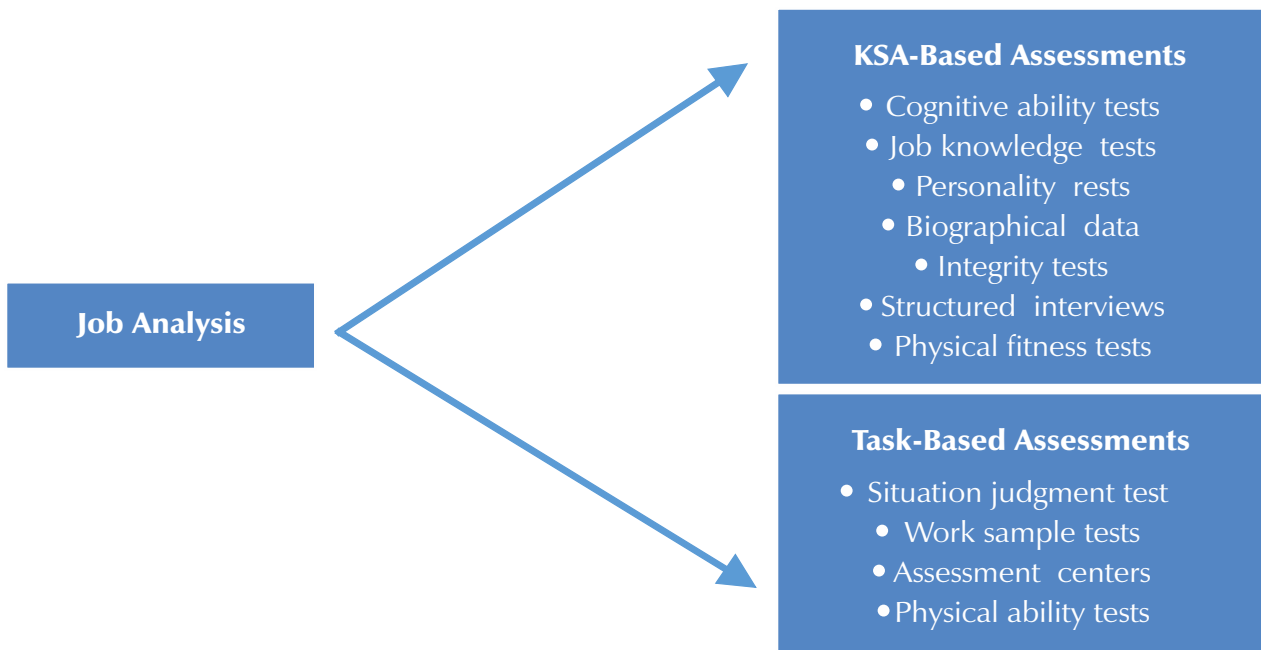 Job Analysis
KSA-Based Assessments
• Cognitive ability tests
• Job knowledge tests
• Personality rests
• Biographical data
• Integrity tests
• Structured interviews
• Physical fitness tests
Task-Based Assessments
• Situation judgment test
• Work sample tests
• Assessment centers
• Physical ability tests